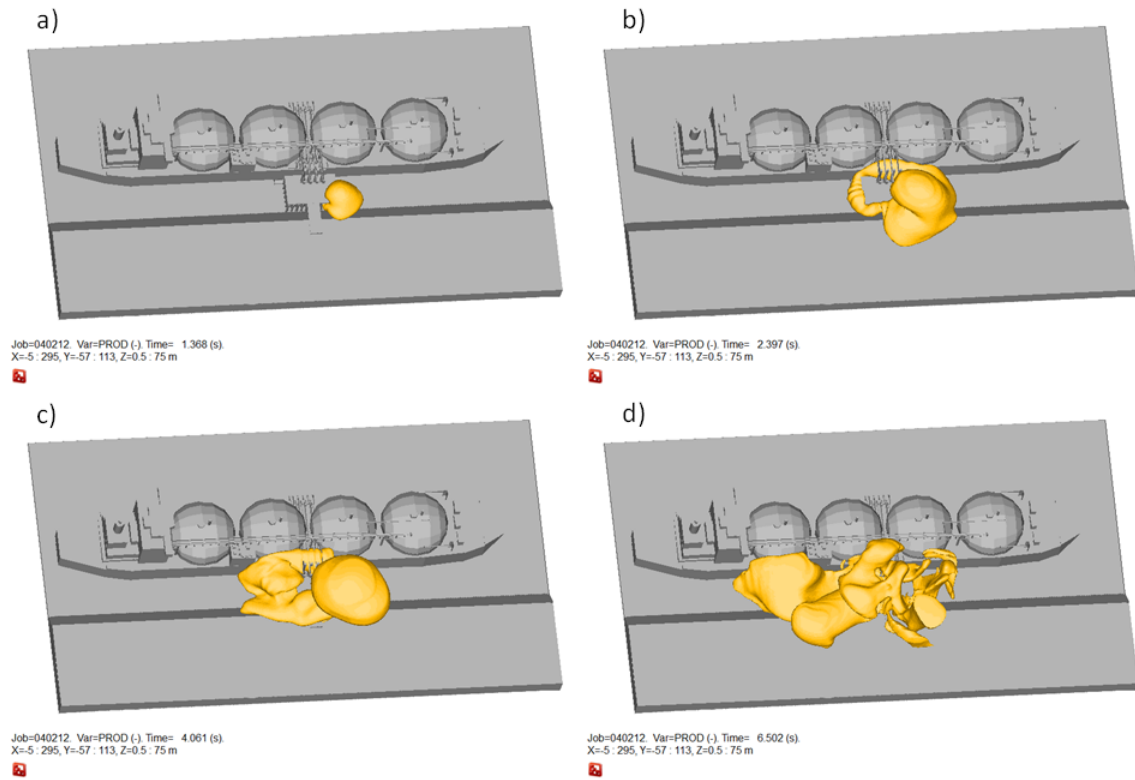 a)
b)
Job=040212. Var=PROD (-). Time= 1.368 (s).
X=-5 : 295, Y=-57 : 113, Z=0.5 : 75 m
Job=040212. Var=PROD (-). Time= 2.397 (s).
X=-5 : 295, Y=-57 : 113, Z=0.5 : 75 m
c)
d)
Job=040212. Var=PROD (-). Time= 4.061 (s).
X=-5 : 295, Y=-57 : 113, Z=0.5 : 75 m
Job=040212. Var=PROD (-). Time= 6.502 (s).
X=-5 : 295, Y=-57 : 113, Z=0.5 : 75 m